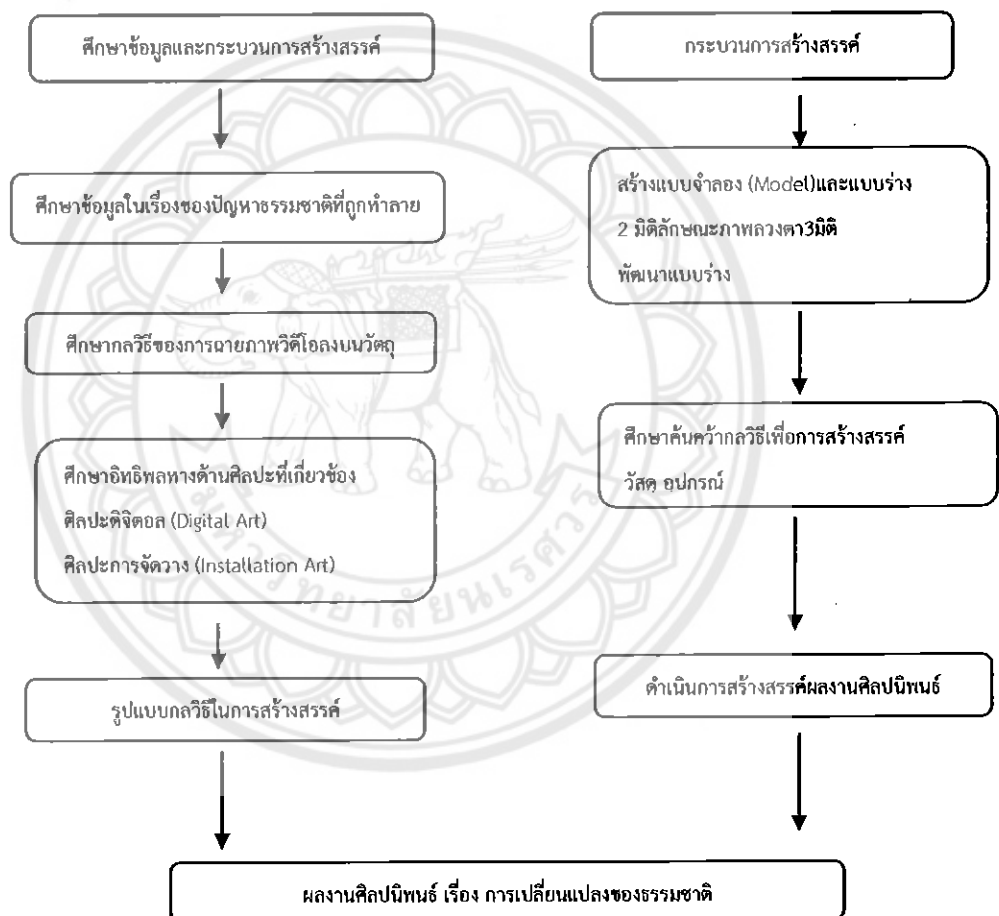 ศึกษาข้อมูลและกระบวนการสร้างสรรค์
ศึกษาข้อมูลในเรื่องของปัญหาธรรมชาติที่ถูกทำลาย
ศึกษากลวิธีของการฉายภาพวิดีโอลงบนวัตถุ
ศึกษาอิทธิพลทางด้านศิลปะที่เกี่ยวข้อง
ศิลปะดิจิตอล (Digital Art)
ศิลปะการจัดวาง (Installation Art)
รูปแบบกลวิธีในการสร้างสรรค์
กระบวนการสร้างสรรค์
สร้างแบบจำลอง (Model)และแบบร่าง
2 มิติลักษณะภาพลวงตา3มิติ
พัฒนาแบบร่าง
ศึกษาค้นคว้ากลวิธีเพื่อการสร้างสรรค์
วัสดุ อุปกรณ์
ดำเนินการสร้างสรรค์ผลงานศิลปนิพนธ์
ผลงานศิลปนิพนธ์ เรื่อง การเปลี่ยนแปลงของธรรมชาติ
มหาวิทยาลัยนเรศวร